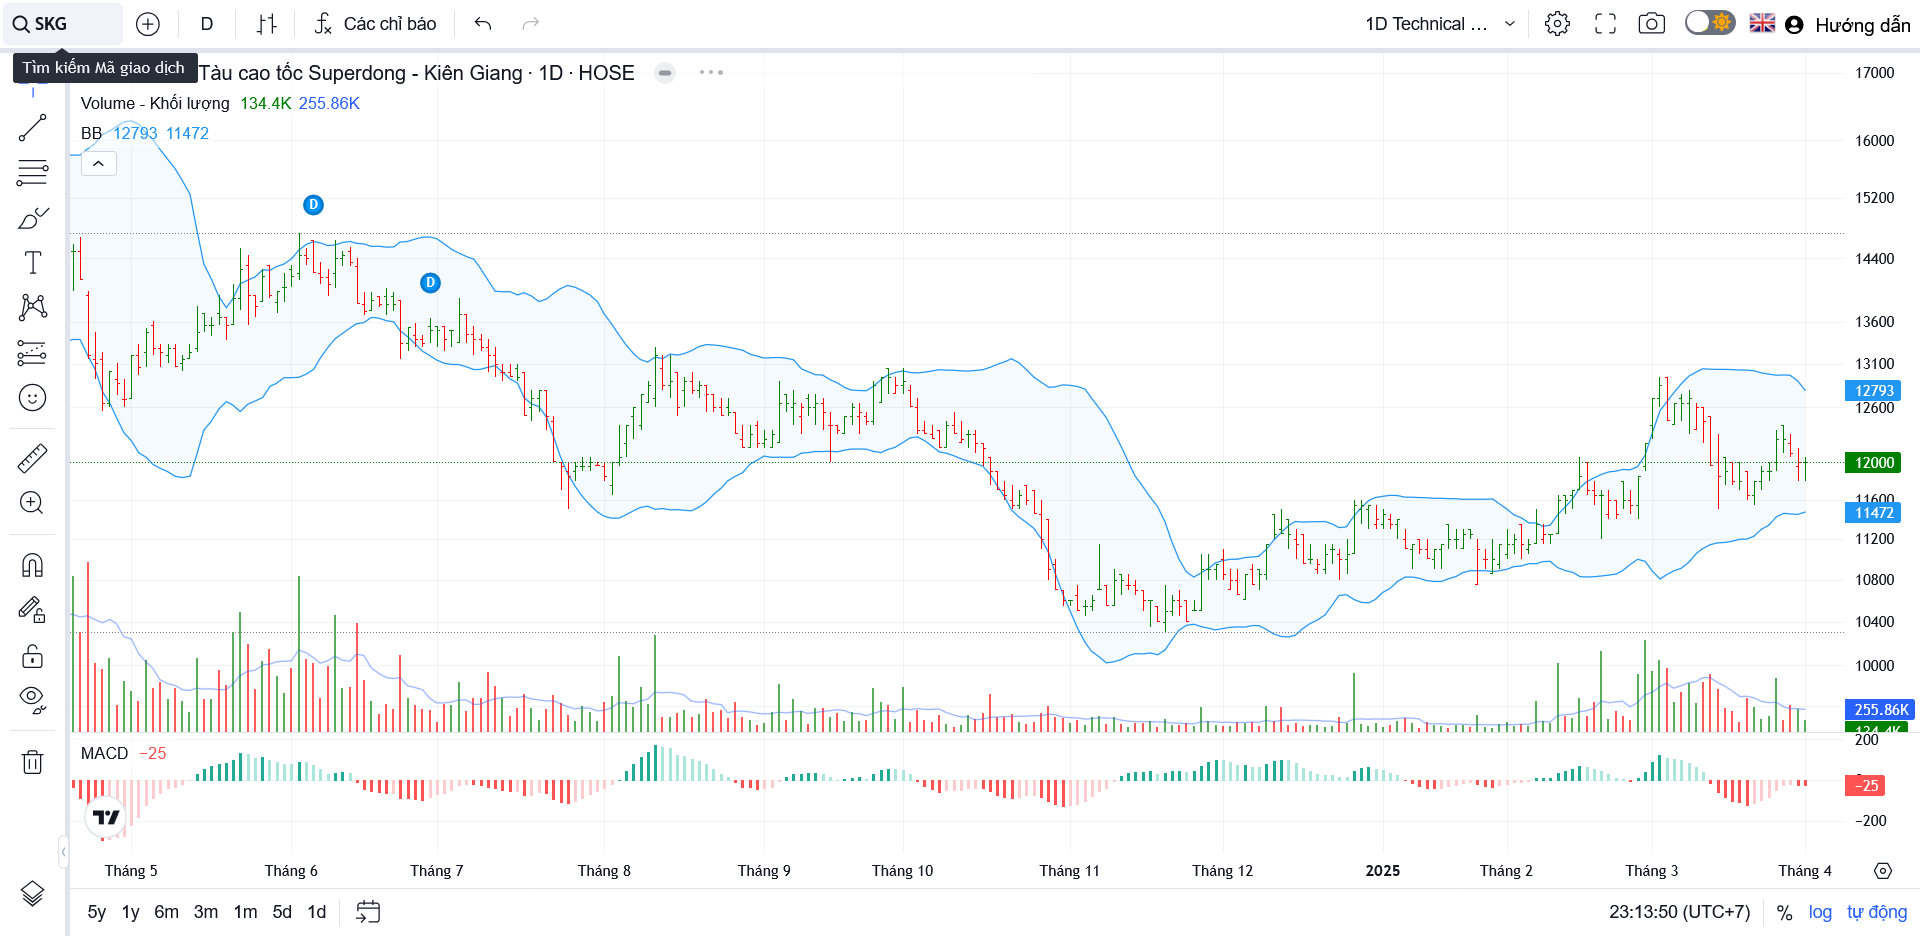 SKG
D
Các chỉ báo
1D Technical ...
Hướng dẫn
Tìm kiếm Mã giao dịch
Tàu cao tốc Superdong - Kiên Giang · 1D · HOSE
Volume - Khối lượng 134.4K 255.86K
BB 12793 11472
D
D
17000
16000
15200
14400
13600
13100
12793
12600
12000
11600
11472
11200
10800
10400
10000
255.86K
134.4K
200
MACD −25
−25
−200
Tháng 5 Tháng 6 Tháng 7 Tháng 8 Tháng 9 Tháng 10 Tháng 11 Tháng 12 2025 Tháng 2 Tháng 3 Tháng 4
5y 1y 6m 3m 1m 5d 1d
23:13:50 (UTC+7) % log tự động